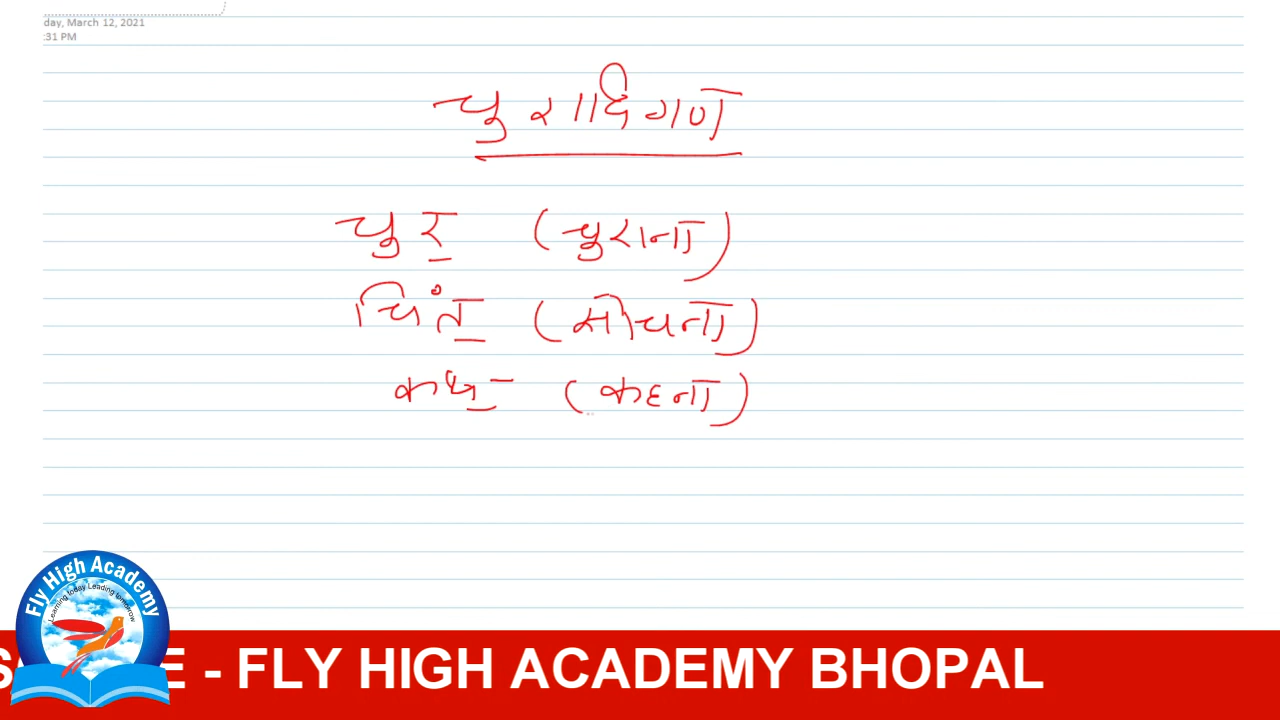 day, March 12, 2021
:31 PM
चुरादिगण
चुर् (चुराना)
चिंत् (सोचना)
कथ् (कहना)
Fly High Academy
Learning today Leading tomorrow
E - FLY HIGH ACADEMY BHOPAL